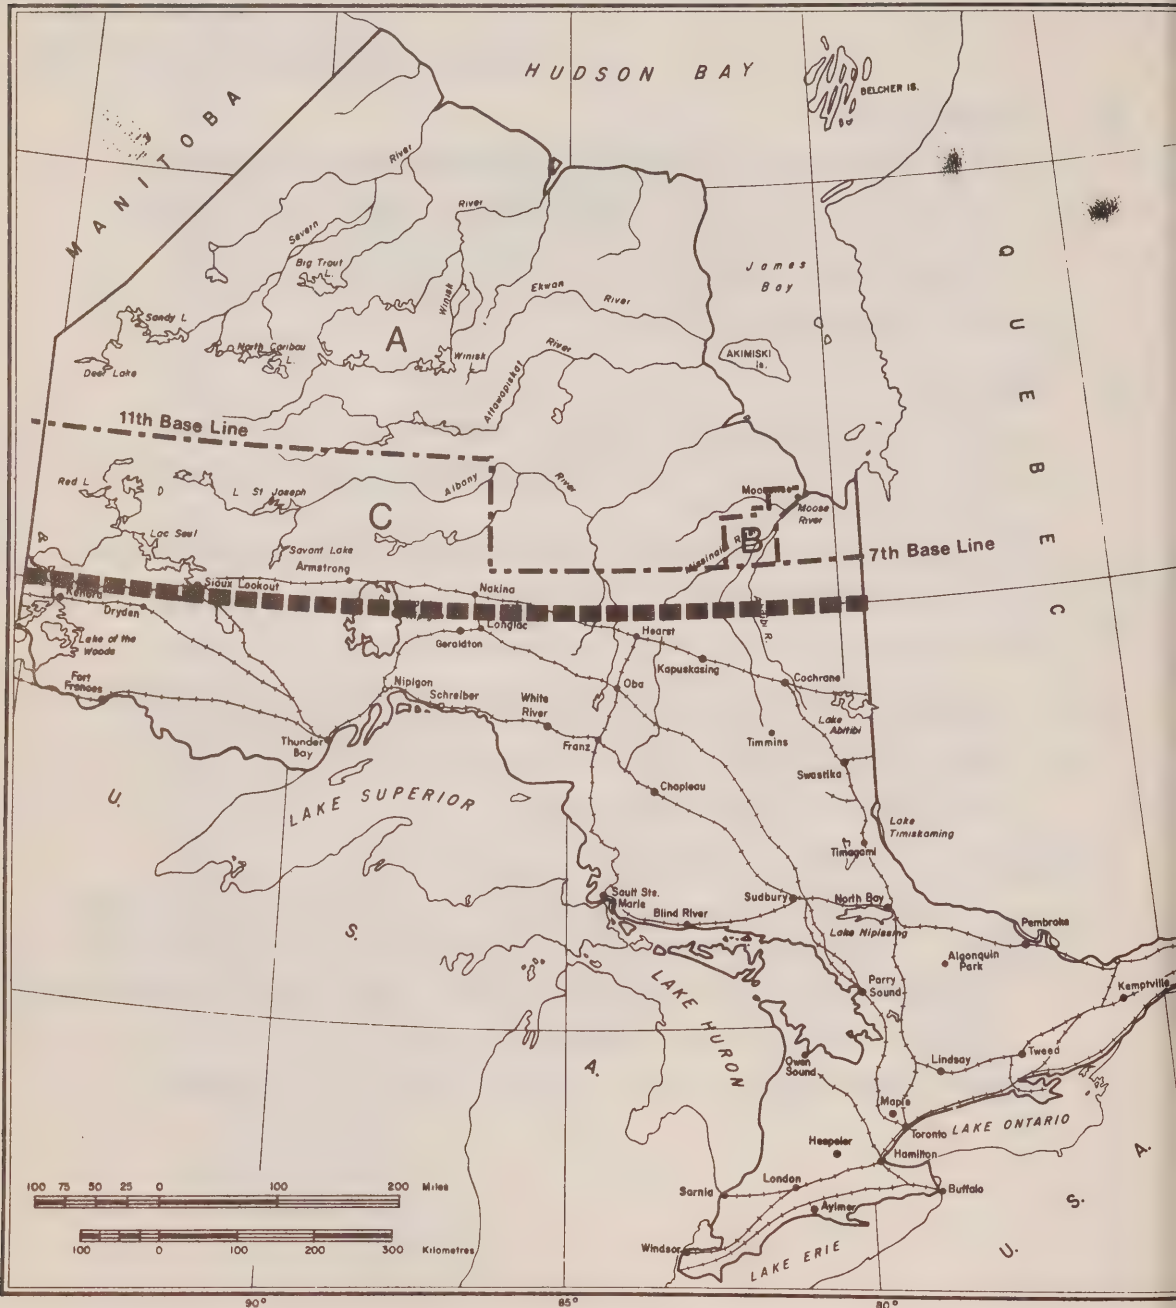 HUDSON BAY
BELCHER IS.
MANITOBA
River
Severn
River
Big Trout
L.
James
Bay
QUEBEC
Winisk
Ekwan
River
Sandy L
A
North Caribou
L.
Winisk
L.
Deer Lake
River
Attawapiskat
AKIMISKI
Is.
11th Base Line
Red L
L St Joseph
Albany
River
Moose
River
C
B
Lac Seul
Savant Lake
Armstrong
7th Base Line
Sioux Lookout
Nakina
Kenora
Dryden
Longlac
Geraldton
Hearst
Lake of the
Woods
Kapuskasing
Fort
Frances
Nipigon
Schreiber
White
River
Oba
Cochrane
Lake
Abitibi
Thunder
Bay
Franz
Timmins
Swastika
U.
LAKE SUPERIOR
Chapleau
Lake
Timiskaming
Timagami
Sault Ste.
Marie
Blind River
Sudbury
North Bay
Lake Nipissing
Pembroke
S.
Algonquin
Park
LAKE HURON
Parry
Sound
Kemptville
A.
Owen
Sound
Lindsay
Tweed
Maple
Toronto
LAKE ONTARIO
Hespeler
Hamilton
A.
100 75 50 25 0 100 200 Miles
London
Sarnia
Buffalo
S.
Aylmer
100 0 100 200 300 Kilometres
Windsor
LAKE ERIE
U.
90° 85° 80°